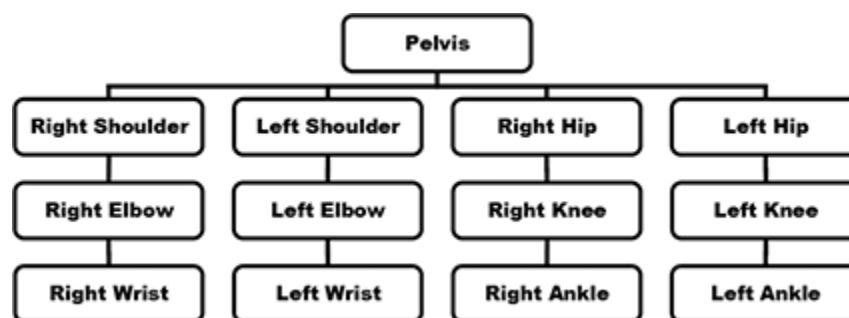 Pelvis
Right Shoulder
Left Shoulder
Right Hip
Left Hip
Right Elbow
Left Elbow
Right Knee
Left Knee
Right Wrist
Left Wrist
Right Ankle
Left Ankle